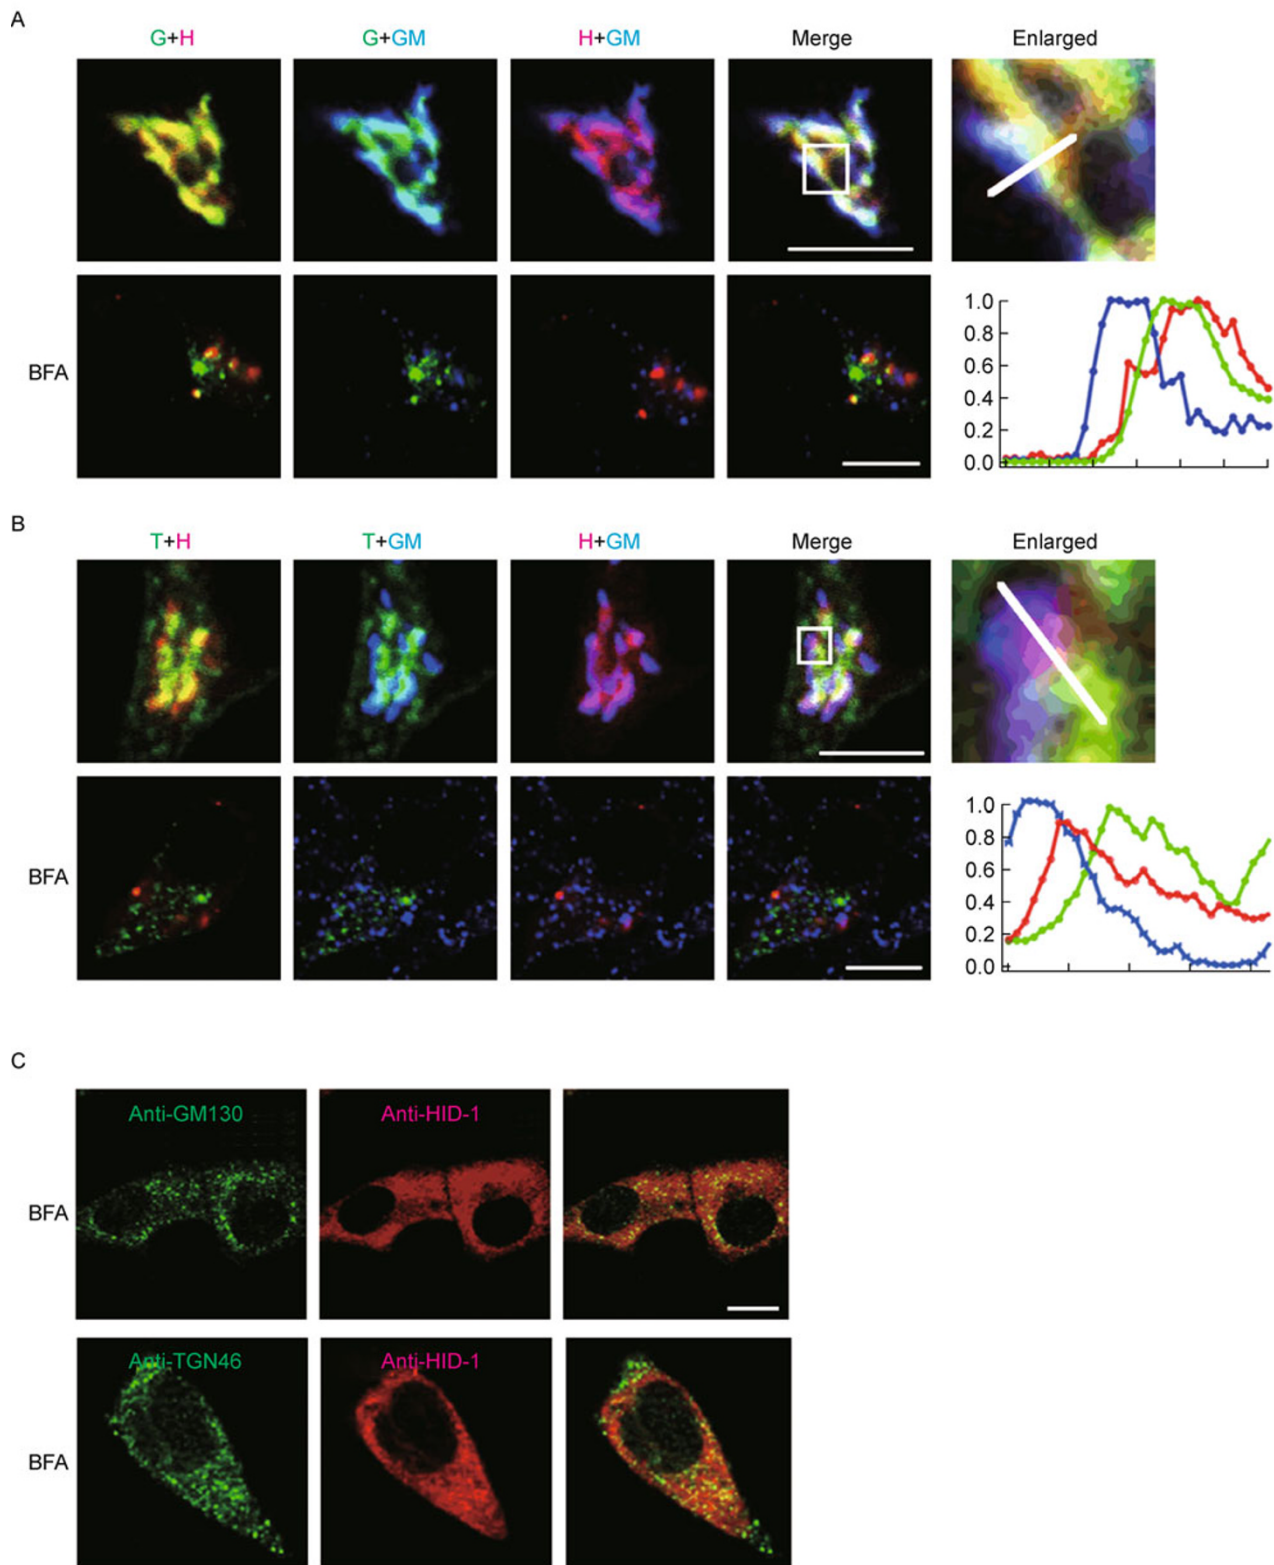 A
G+H G+GM H+GM Merge Enlarged
BFA
1.0
0.8
0.6
0.4
0.2
0.0
B
T+H T+GM H+GM Merge Enlarged
BFA
1.0
0.8
0.6
0.4
0.2
0.0
C
Anti-GM130 Anti-HID-1
BFA
Anti-TGN46 Anti-HID-1
BFA